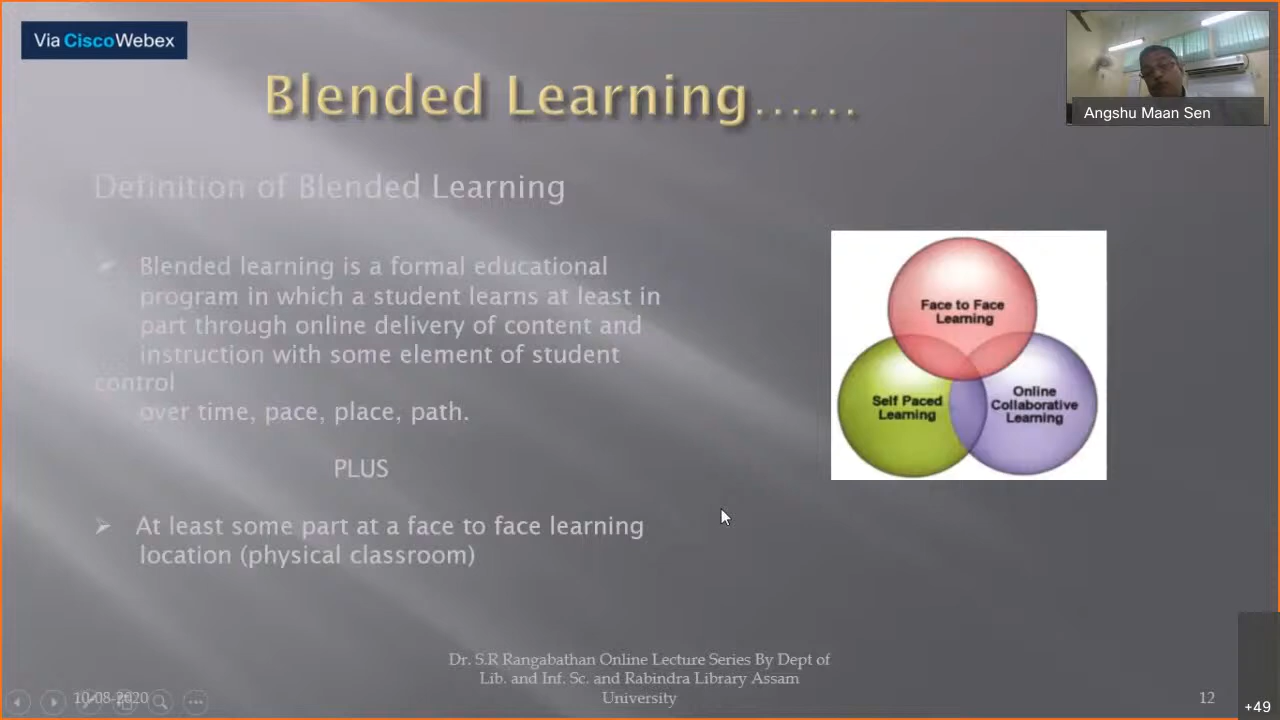 Via CiscoWebex
Blended Learning......
Angshu Maan Sen
Definition of Blended Learning
Blended learning is a formal educational
program in which a student learns at least in
part through online delivery of content and
instruction with some element of student
control
over time, pace, place, path.
PLUS
➢ At least some part at a face to face learning
location (physical classroom)
Face to Face
Learning
Self Paced
Learning
Online
Collaborative
Learning
Dr. S.R Rangabathan Online Lecture Series By Dept of
Lib. and Inf. Sc. and Rabindra Library Assam
University
10-08-2020
12
+49